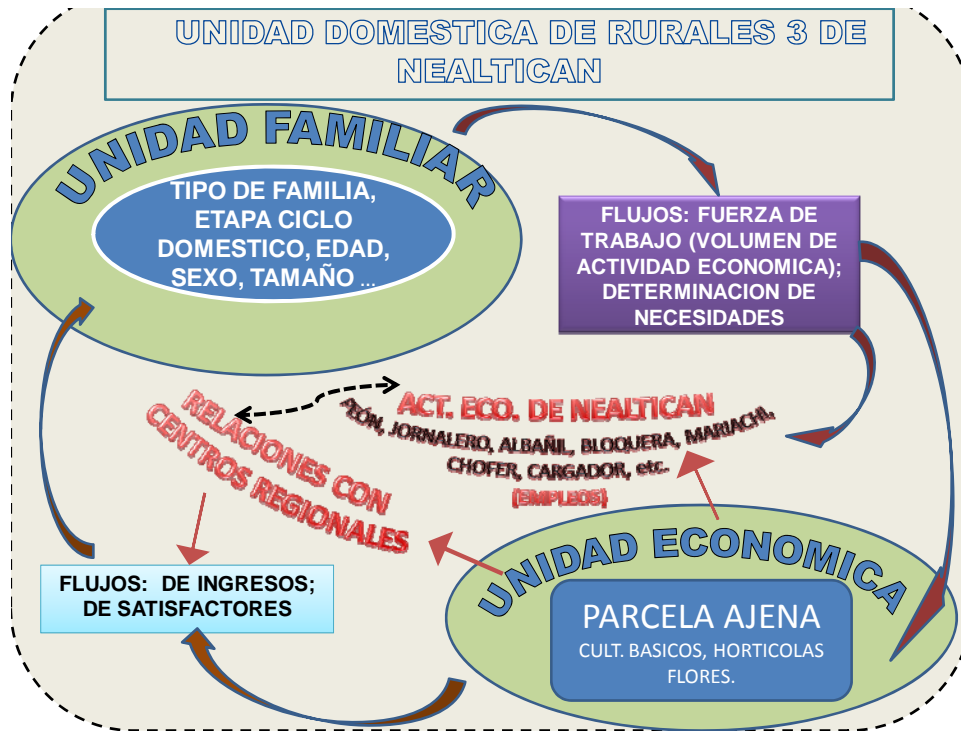 UNIDAD DOMESTICA DE RURALES 3 DE
NEALTICAN
UNIDAD FAMILIAR
TIPO DE FAMILIA,
ETAPA CICLO
DOMESTICO, EDAD,
SEXO, TAMAÑO ...
FLUJOS: FUERZA DE
TRABAJO (VOLUMEN DE
ACTIVIDAD ECONOMICA);
DETERMINACION DE
NECESIDADES
RELACIONES CON
CENTROS REGIONALES
ACT. ECO. DE NEALTICAN
PEÓN, JORNALERO, ALBAÑIL, BLOQUERA, MARIACHI,
CHOFER, CARGADOR, etc.
(EMPLEOS)
FLUJOS: DE INGRESOS;
DE SATISFACTORES
UNIDAD ECONOMICA
PARCELA AJENA
CULT. BASICOS, HORTICOLAS
FLORES.